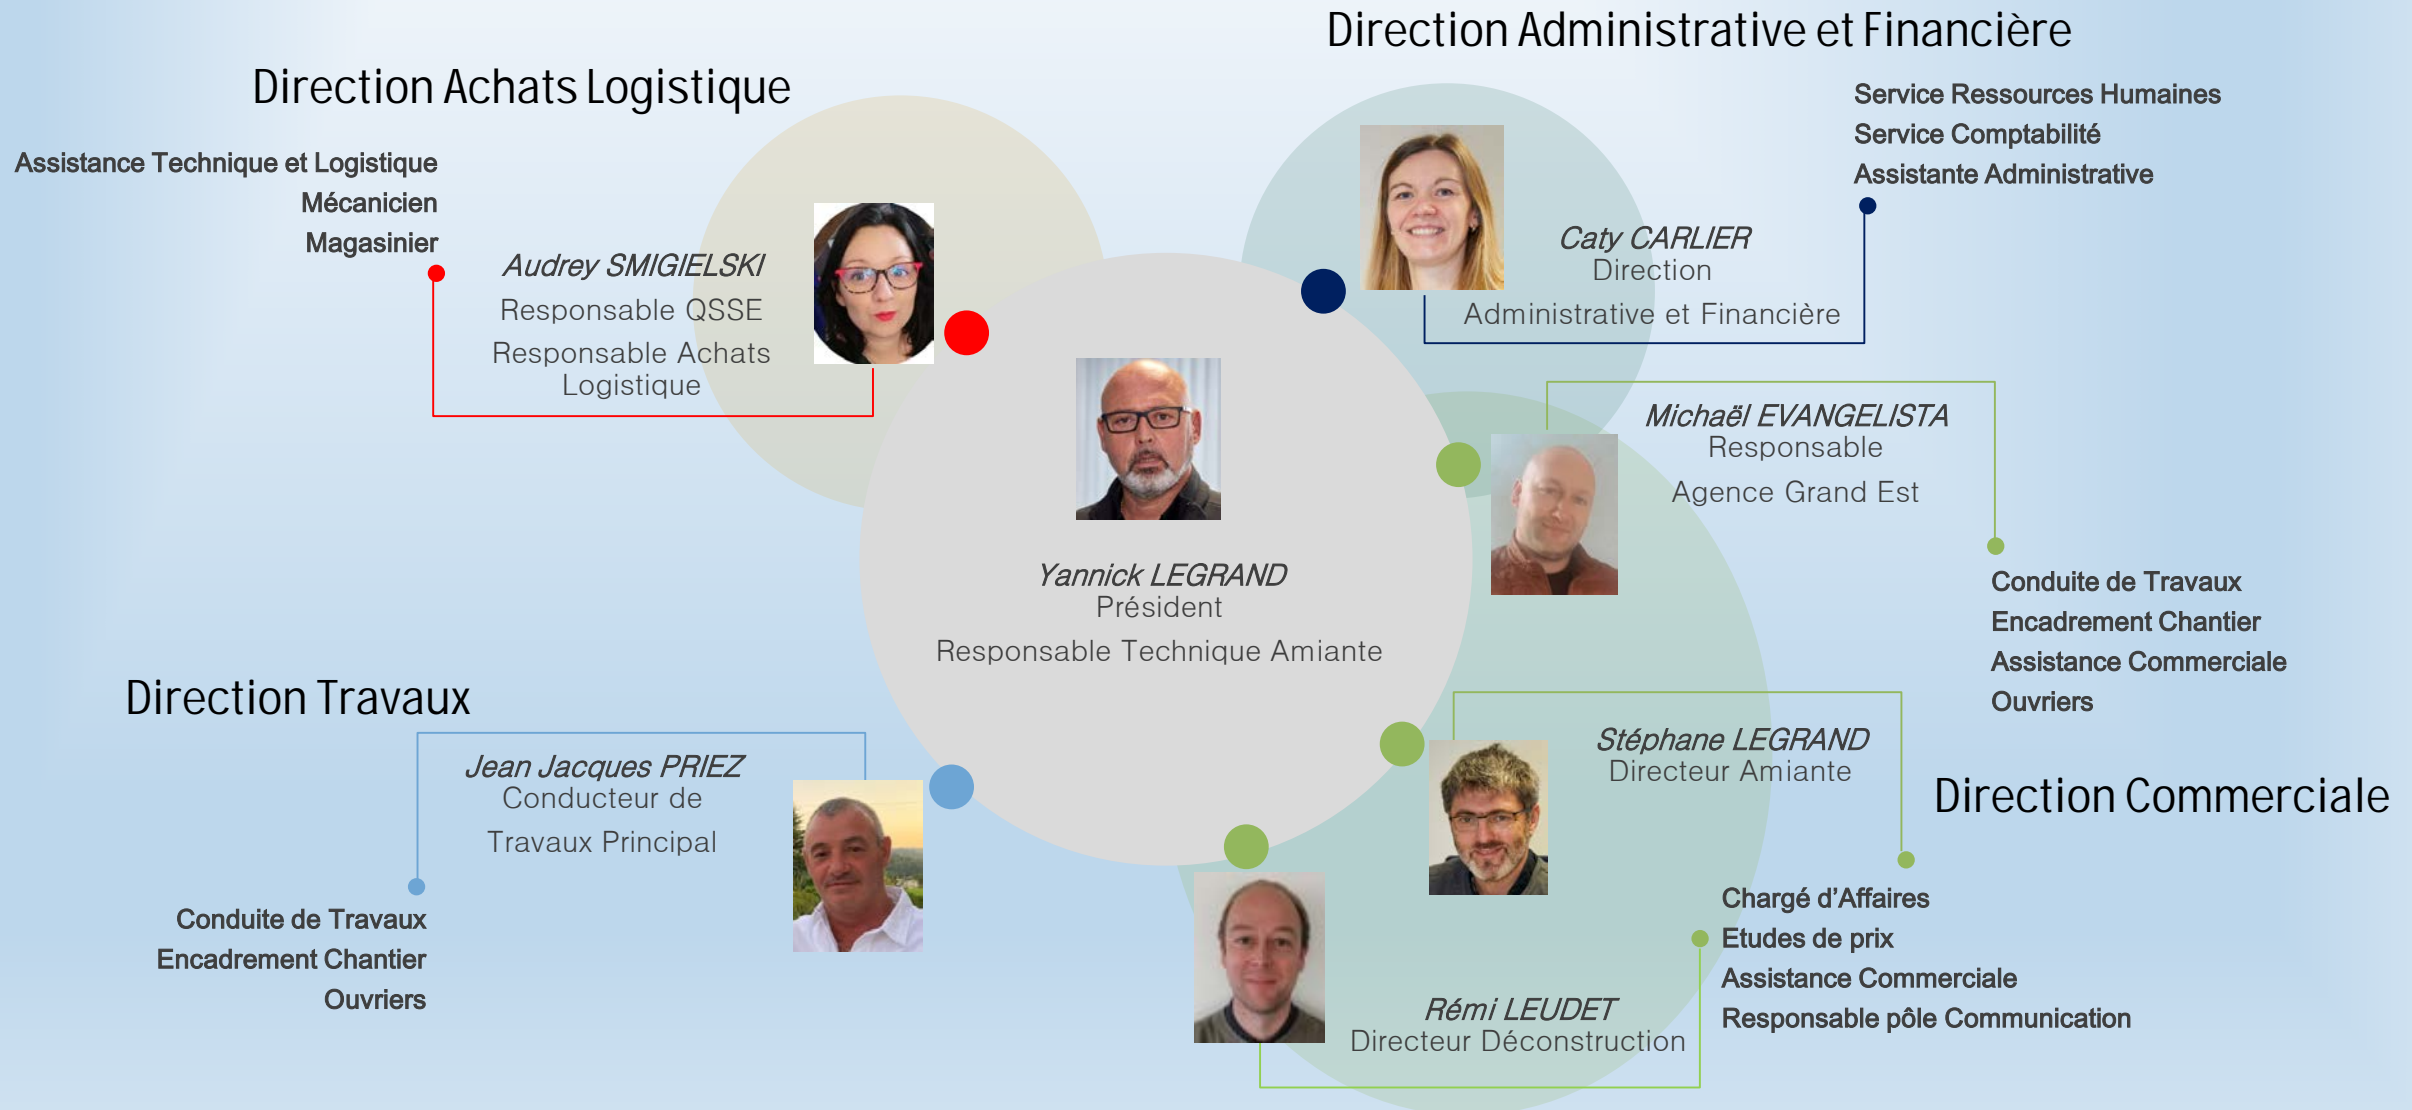 Direction Administrative et Financière
Direction Achats Logistique
Service Ressources Humaines
Service Comptabilité
Assistante Administrative
Assistance Technique et Logistique
Mécanicien
Magasinier
Audrey SMIGIELSKI
Responsable QSSE
Responsable Achats
Logistique
Caty CARLIER
Direction
Administrative et Financière
Michaël EVANGELISTA
Responsable
Agence Grand Est
Yannick LEGRAND
Président
Responsable Technique Amiante
Conduite de Travaux
Encadrement Chantier
Assistance Commerciale
Ouvriers
Direction Travaux
Jean Jacques PRIEZ
Conducteur de
Travaux Principal
Conduite de Travaux
Encadrement Chantier
Ouvriers
Stéphane LEGRAND
Directeur Amiante
Direction Commerciale
Chargé d’Affaires
Etudes de prix
Assistance Commerciale
Responsable pôle Communication
Rémi LEUDET
Directeur Déconstruction